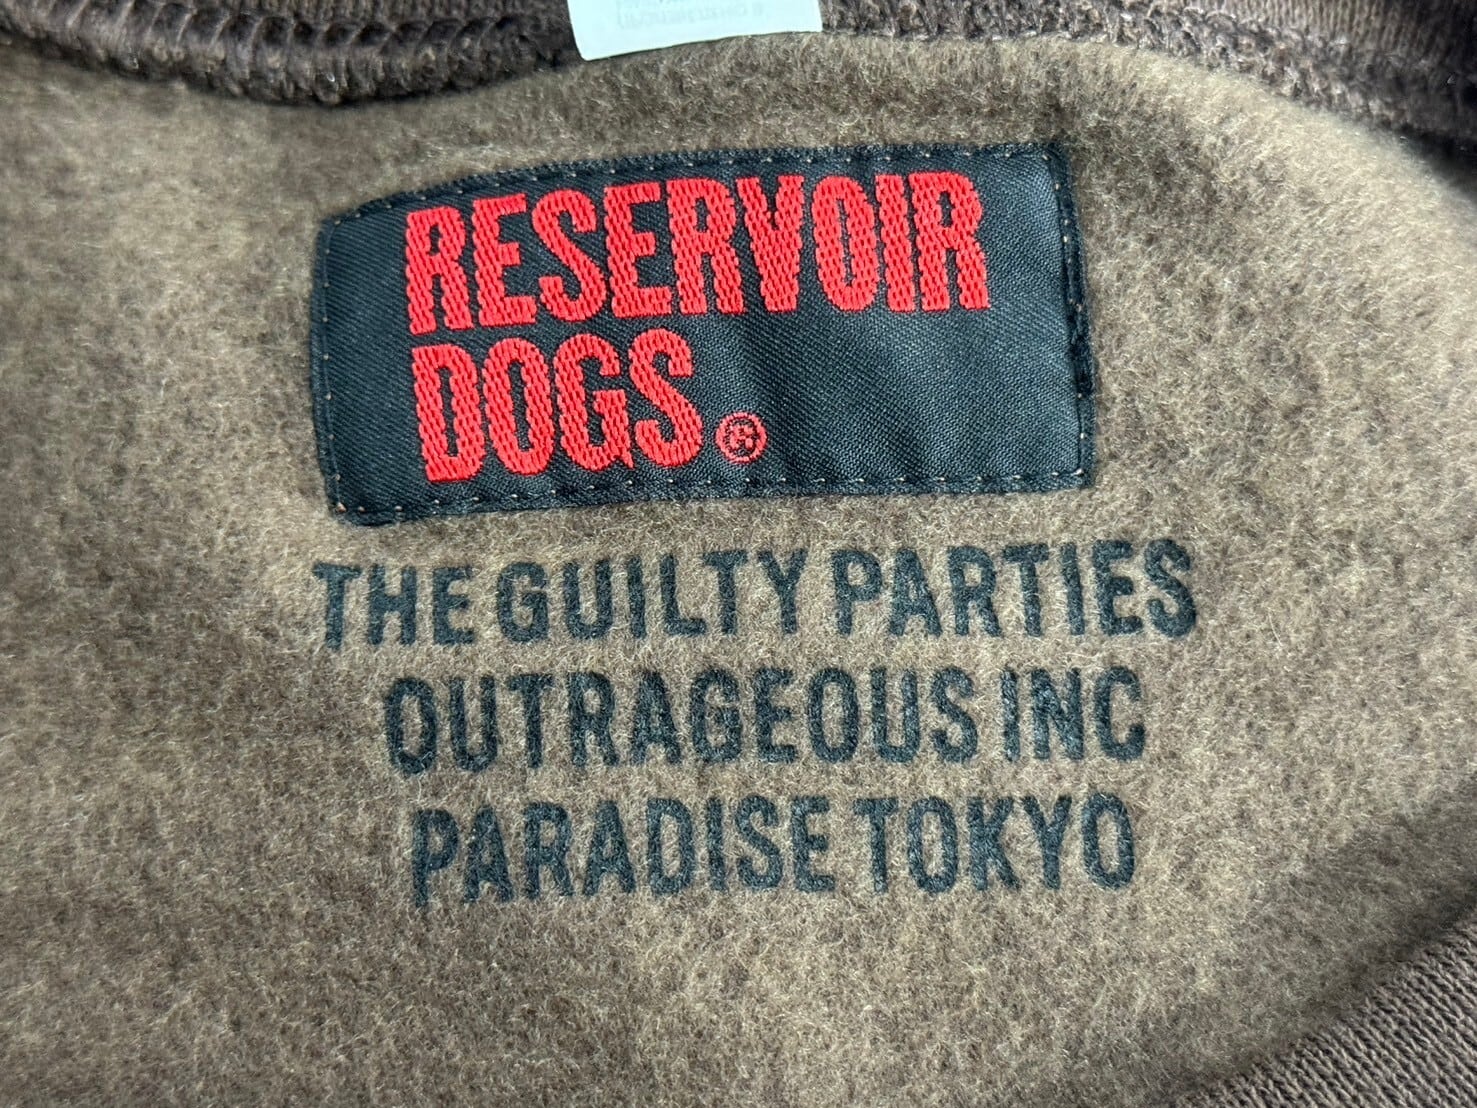 RESERVOIR
DOGS®
THE GUILTY PARTIES
OUTRAGEOUS INC
PARADISE TOKYO